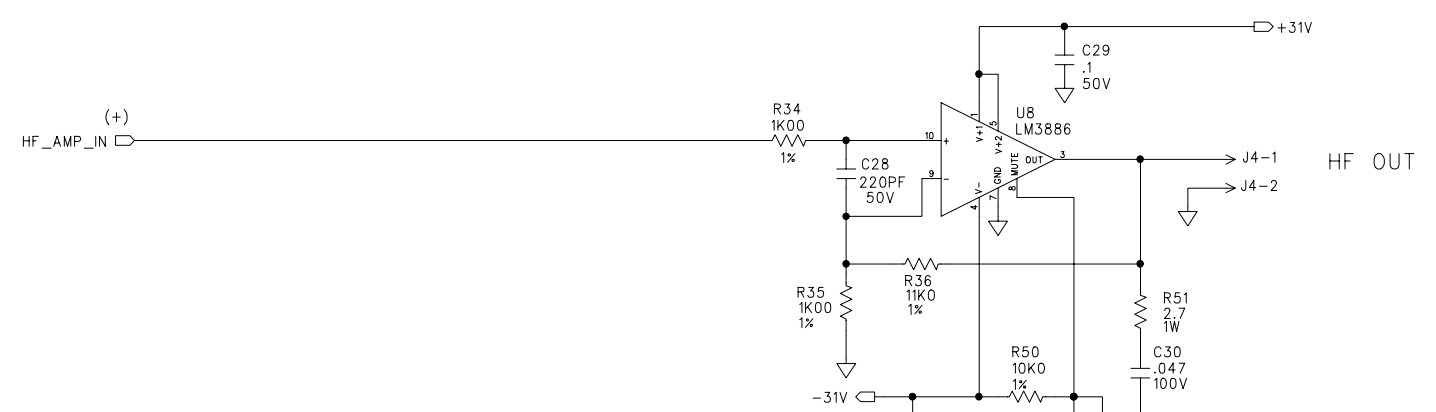 +31V
C29
.1
50V
(+)
HF_AMP_IN
R34
1K00
1%
C28
220PF
50V
U8
LM3886
1
5
V+1
V+2
10
+
9
-
OUT
3
MUTE
8
GND
7
V-
4
J4-1
J4-2
HF OUT
R36
11K0
1%
R35
1K00
1%
R51
2.7
1W
R50
10K0
1%
C30
.047
100V
-31V